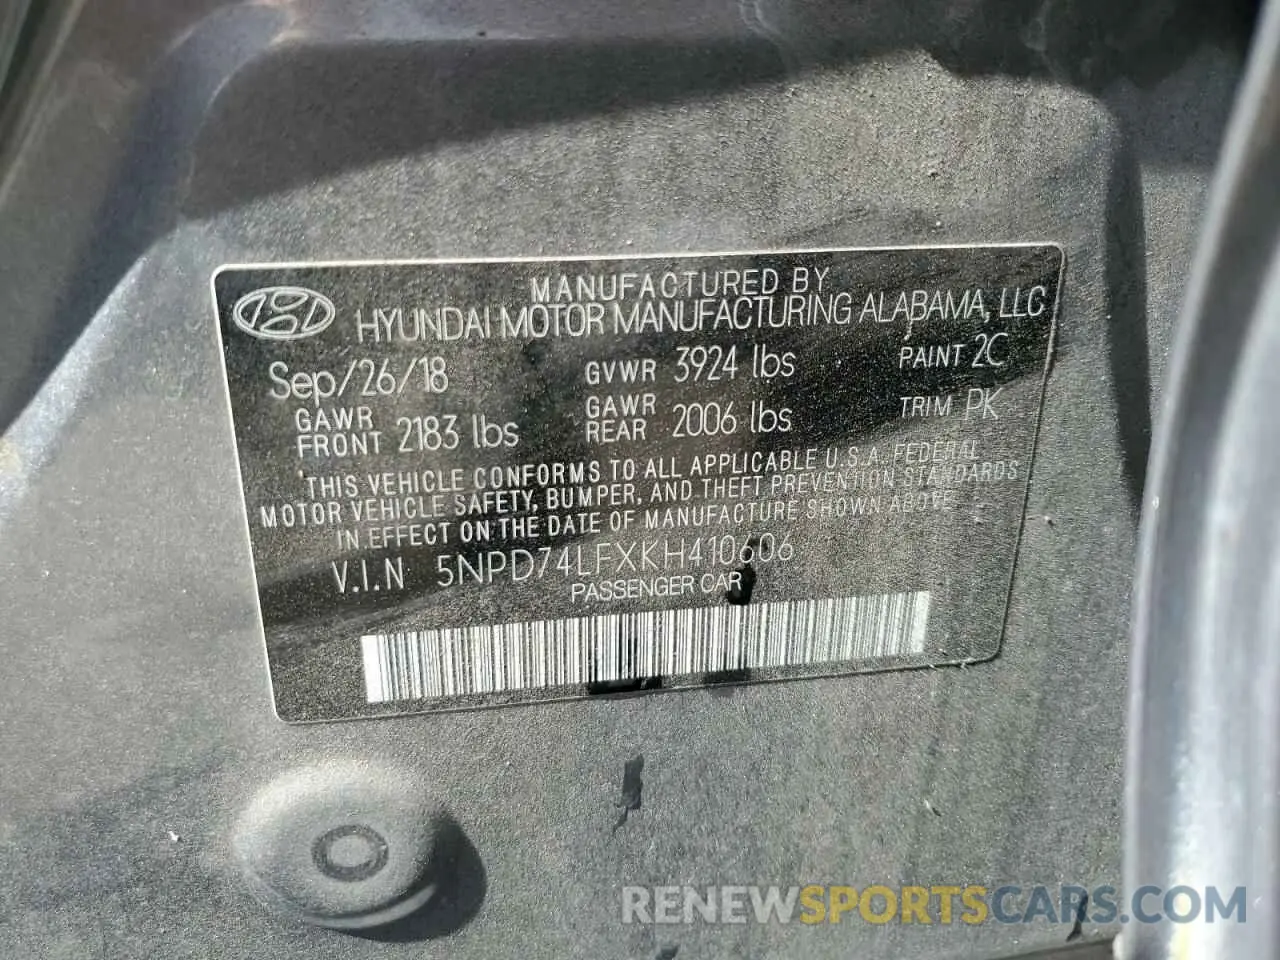 MANUFACTURED BY
HYUNDAI MOTOR MANUFACTURING ALABAMA, LLC
Sep/26/18 GVWR 3924 lbs PAINT 2C
GAWR FRONT 2183 lbs GAWR REAR 2006 lbs TRIM PK
THIS VEHICLE CONFORMS TO ALL APPLICABLE U.S.A. FEDERAL
MOTOR VEHICLE SAFETY, BUMPER, AND THEFT PREVENTION STANDARDS
IN EFFECT ON THE DATE OF MANUFACTURE SHOWN ABOVE
V.I.N 5NPD74LFXKH410606
PASSENGER CAR
RENEWSPORTSCARS.COM